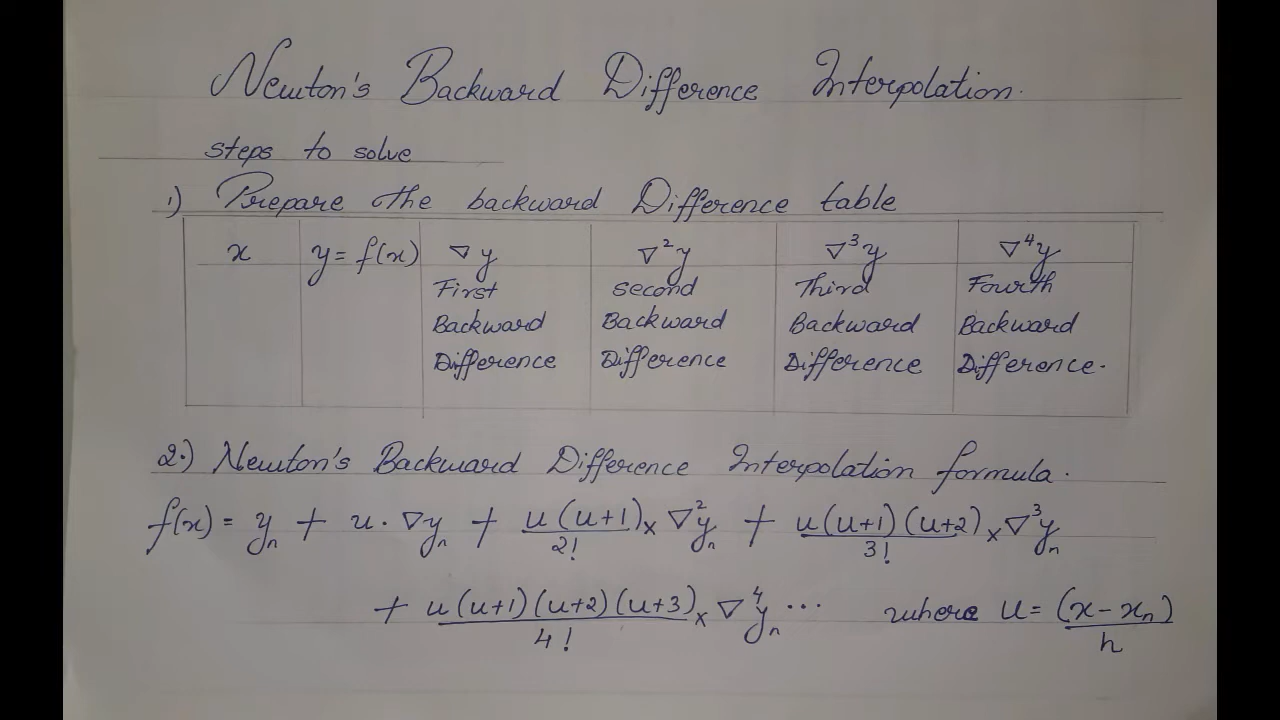 Newton's Backward Difference Interpolation.
steps to solve
1) Prepare the backward Difference table
x y = f(x) ∇y ∇²y ∇³y ∇⁴y
First Second Third Fourth
Backward Backward Backward Backward
Difference Difference Difference Difference.
2.) Newton's Backward Difference Interpolation formula.
f(x) = yₙ + u · ∇yₙ + u(u+1)/2! × ∇²yₙ + u(u+1)(u+2)/3! × ∇³yₙ
+ u(u+1)(u+2)(u+3)/4! × ∇⁴yₙ ... where u = (x - xₙ)/h